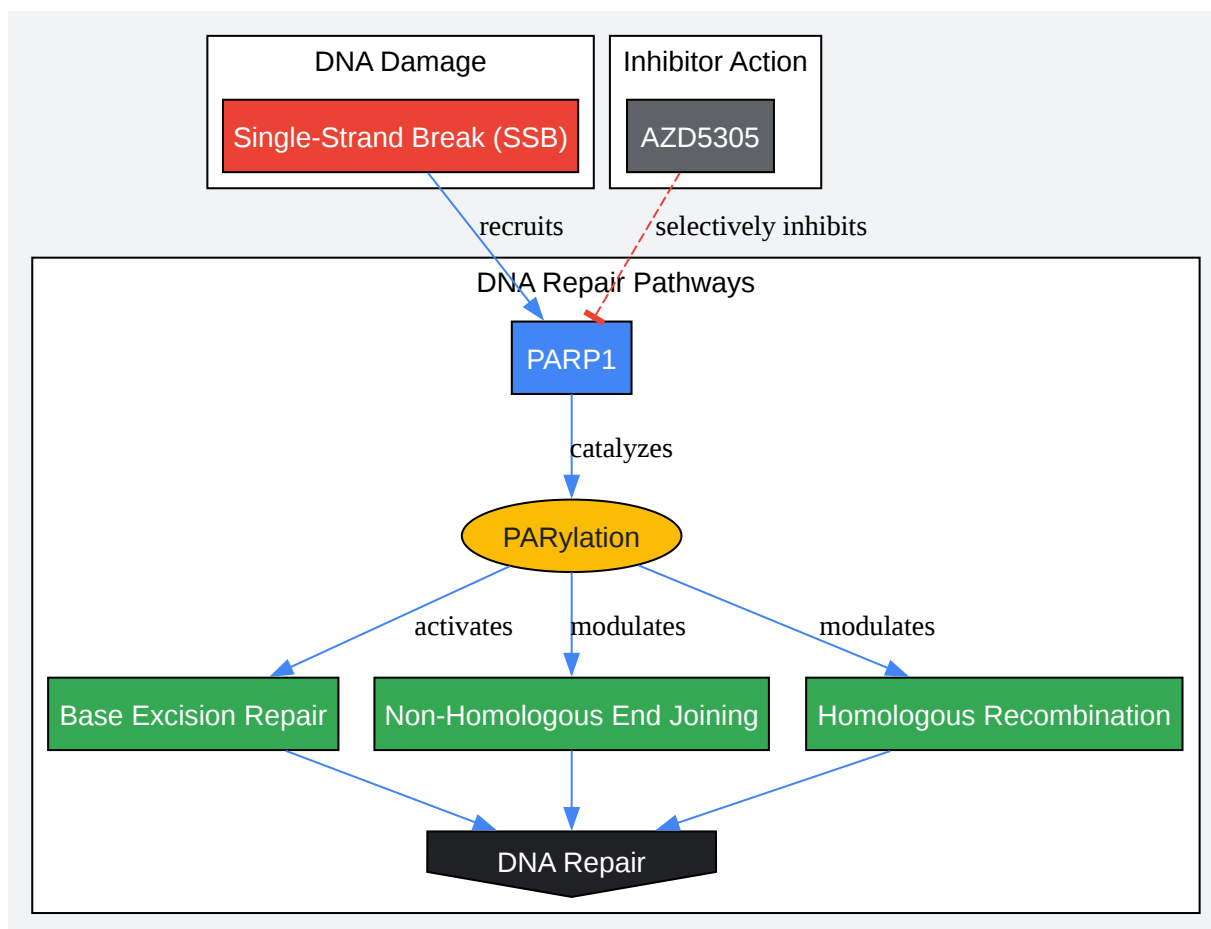 DNA Damage
Inhibitor Action
Single-Strand Break (SSB)
AZD5305
recruits
selectively inhibits
DNA Repair Pathways
PARP1
catalyzes
PARylation
activates
modulates
modulates
Base Excision Repair
Non-Homologous End Joining
Homologous Recombination
DNA Repair